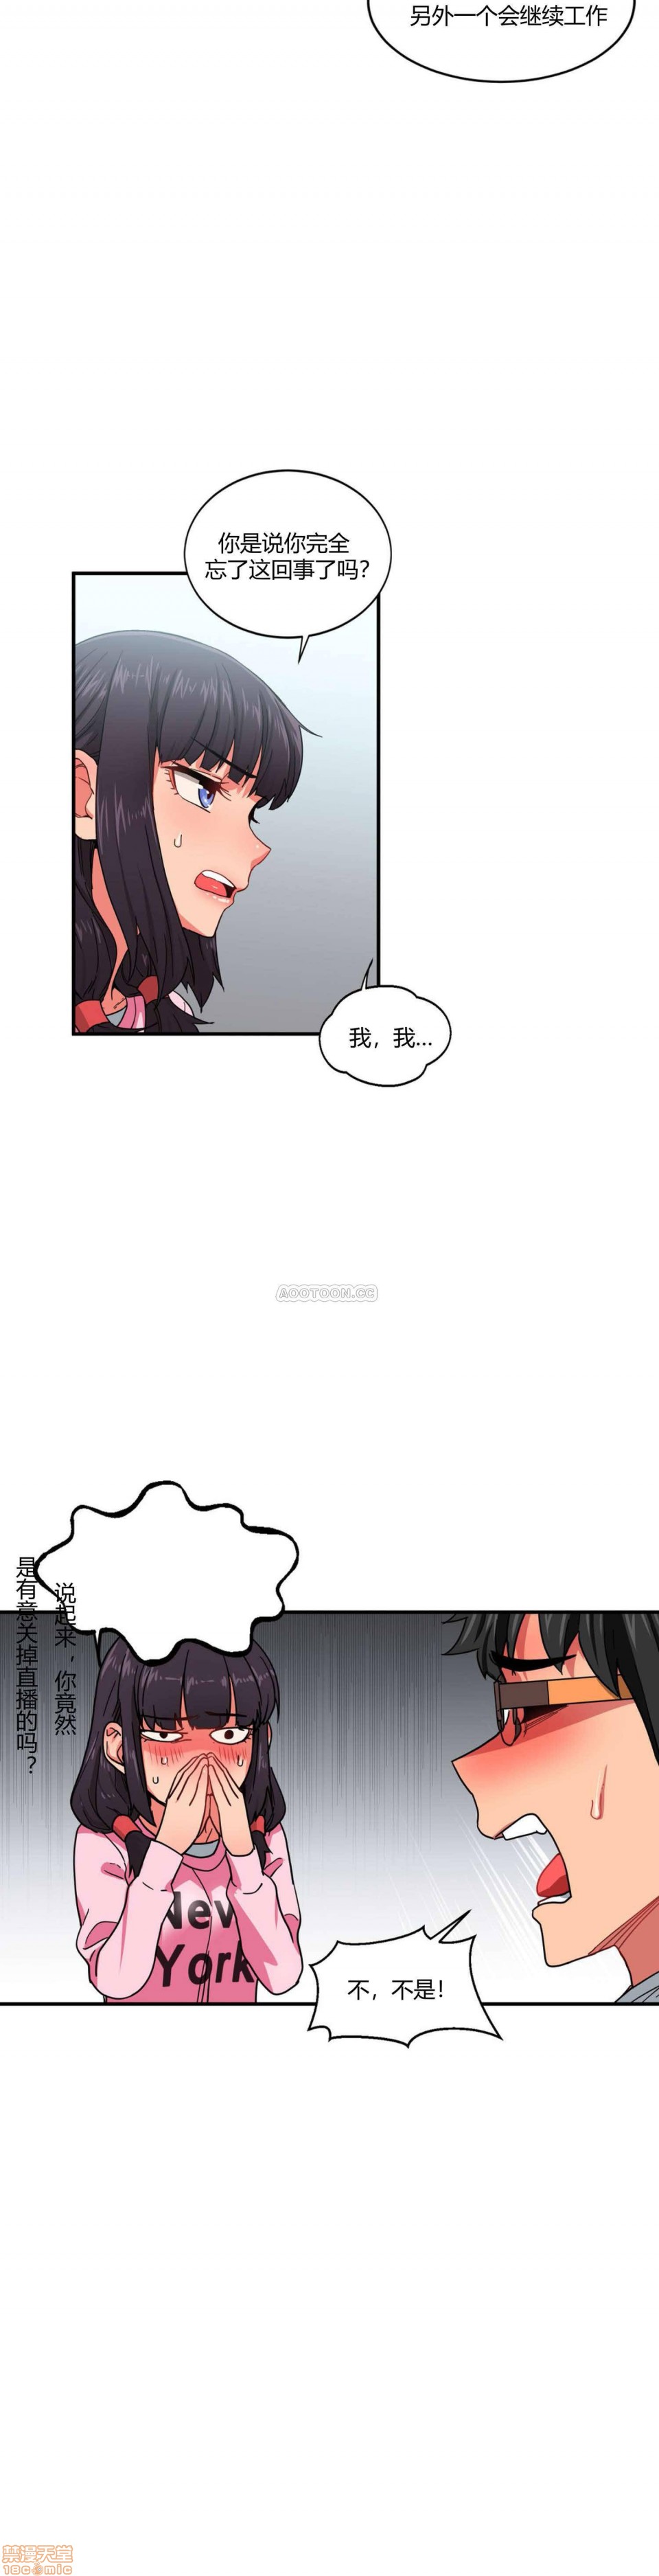 另外一个会继续工作
你是说你完全
忘了这回事了吗?
我，我...
AOOTOON.CC
说起来，你竟然
是有意关掉直播的吗？
New
York
不，不是！
禁漫天堂
18comic